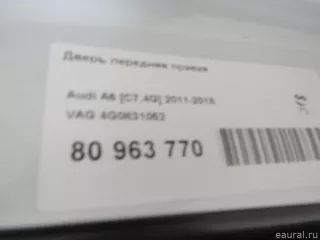 Дверь передняя правая
Audi A6 [C7,4G] 2011-2018
VAG 4G0831052
80 963 770
eaural.ru